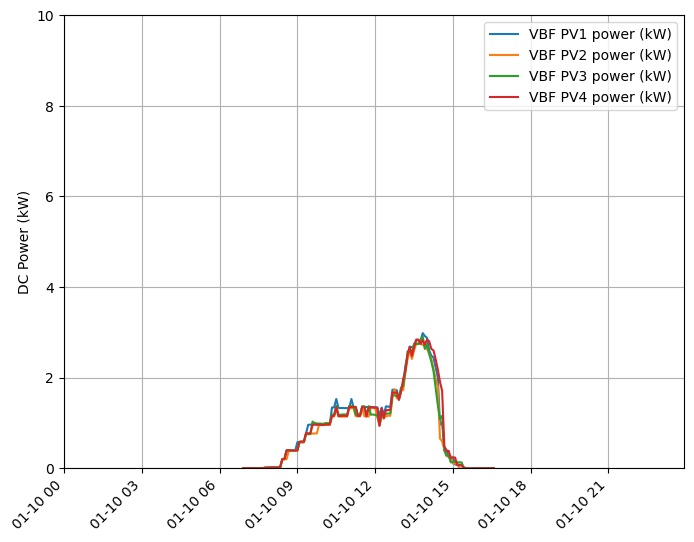 10
8
6
4
2
0
DC Power (kW)
VBF PV1 power (kW)
VBF PV2 power (kW)
VBF PV3 power (kW)
VBF PV4 power (kW)
01-10 00
01-10 03
01-10 06
01-10 09
01-10 12
01-10 15
01-10 18
01-10 21